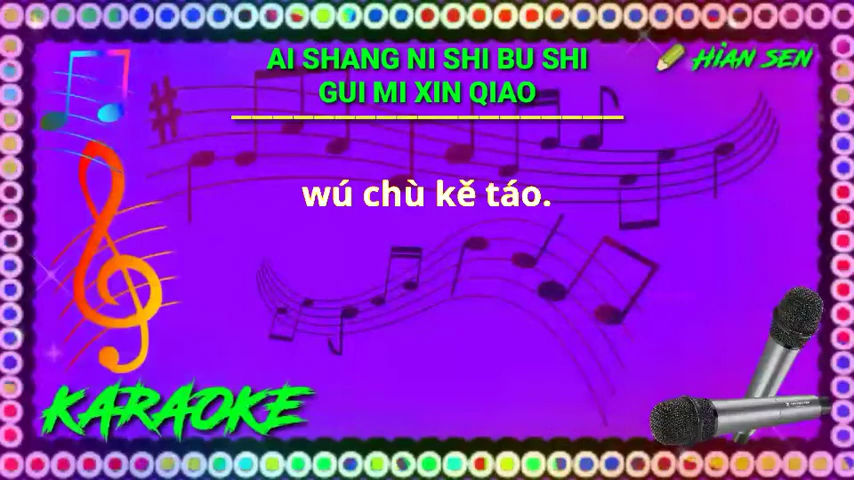 AI SHANG NI SHI BU SHI
GUI MI XIN QIAO
HiAN SEN
wú chù kě táo.
KARAOKE